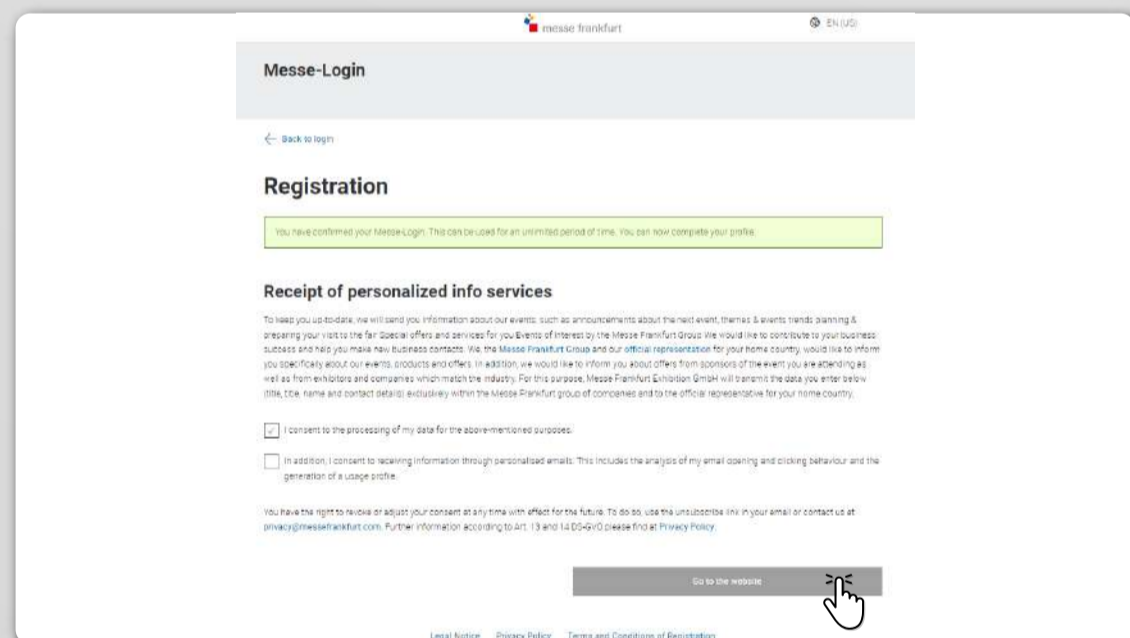 messe frankfurt
EN (US)
Messe-Login
Back to login
Registration
You have confirmed your Messe-Login. This can be used for an unlimited period of time. You can now complete your profile.
Receipt of personalized info services
To keep you up-to-date, we will send you information about our events, such as announcements about the next event, themes & events trends planning &
preparing your visit to the fair Special offers and services for you Events of interest by the Messe Frankfurt Group We would like to contribute to your business
success and help you make new business contacts. We, the Messe Frankfurt Group and our official representation for your home country, would like to inform
you specifically about our events, products and offers. In addition, we would like to inform you about offers from sponsors of the event you are attending as
well as from exhibitors and companies which match the industry. For this purpose, Messe Frankfurt Exhibition GmbH will transmit the data you enter below
(title, title, name and contact details) exclusively within the Messe Frankfurt group of companies and to the official representative for your home country.
I consent to the processing of my data for the above-mentioned purposes.
In addition, I consent to receiving information through personalised emails. This includes the analysis of my email opening and clicking behaviour and the
generation of a usage profile.
You have the right to revoke or adjust your consent at any time with effect for the future. To do so, use the unsubscribe link in your email or contact us at
privacy@messefrankfurt.com. Further information according to Art. 13 and 14 DS-GVO please find at Privacy Policy.
Go to the website
Legal Notice Privacy Policy Terms and Conditions of Registration